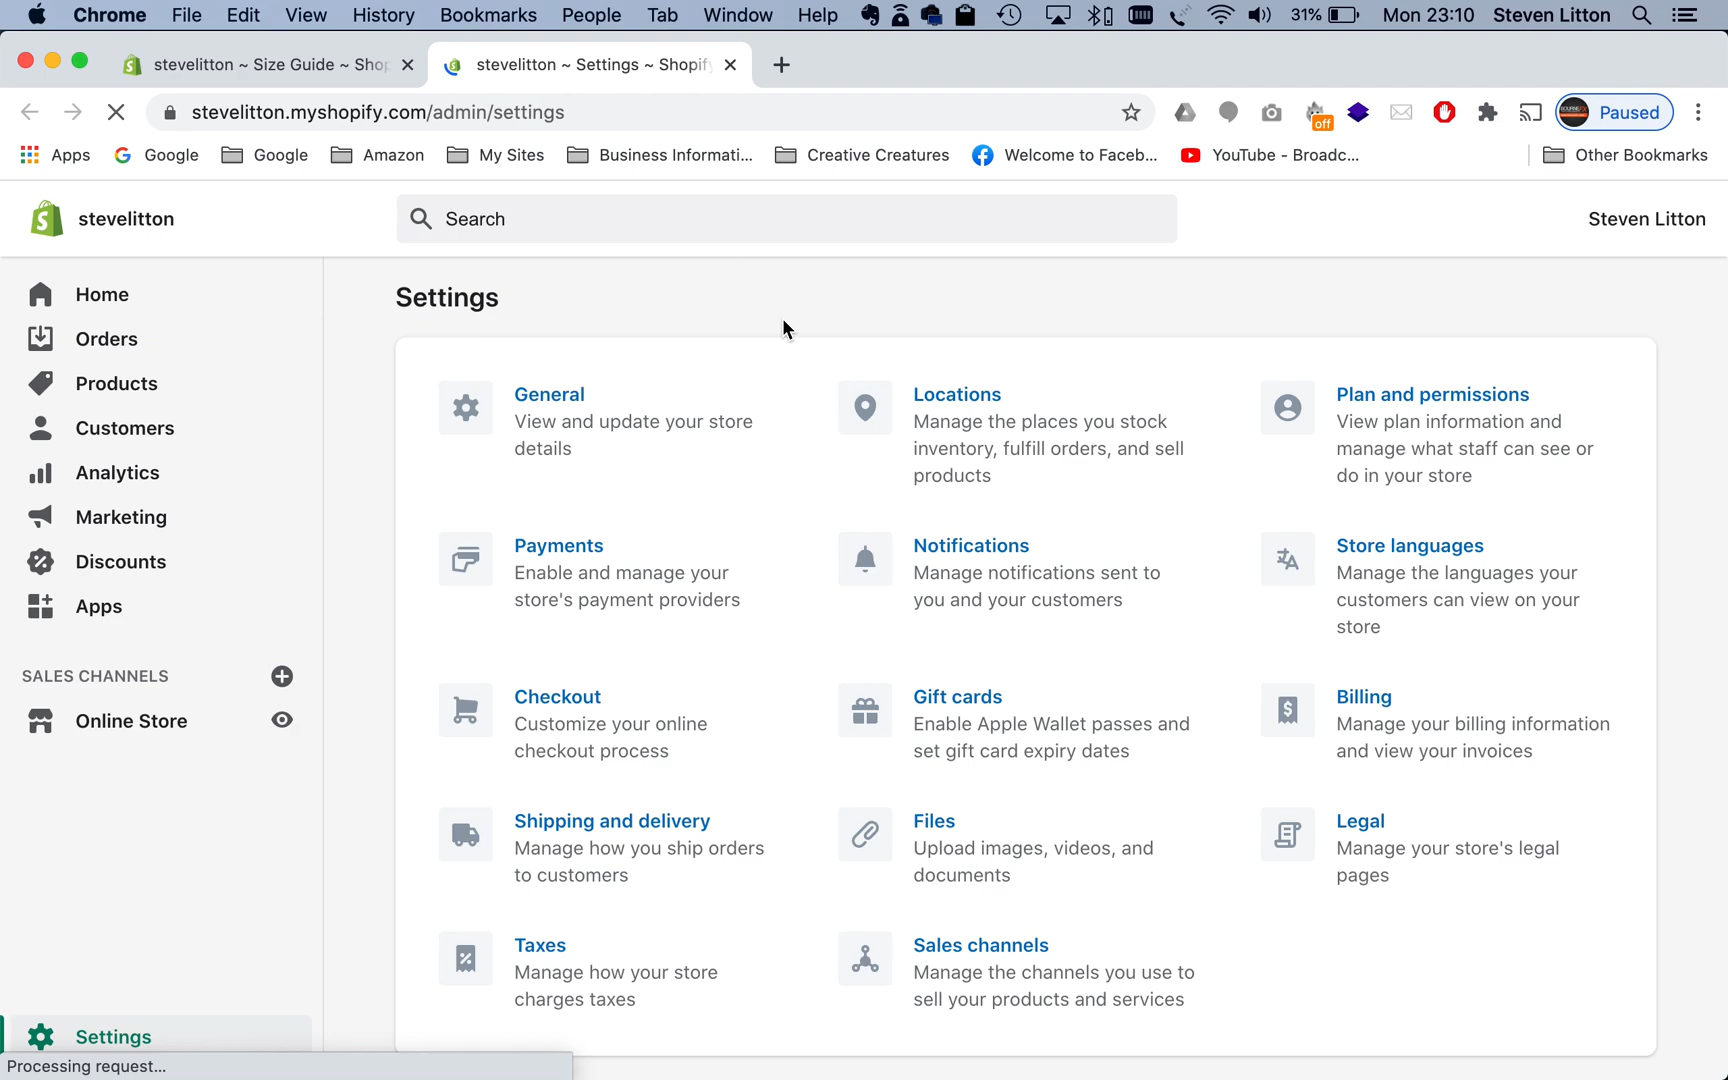 Chrome File Edit View History Bookmarks People Tab Window Help 31% Mon 23:10 Steven Litton
stevelitton ~ Size Guide ~ Shop
stevelitton ~ Settings ~ Shopify
stevelitton.myshopify.com/admin/settings
off
Paused
Apps Google Google Amazon My Sites Business Informati... Creative Creatures Welcome to Faceb... YouTube - Broadc... Other Bookmarks
stevelitton
Search
Steven Litton
Home
Orders
Products
Customers
Analytics
Marketing
Discounts
Apps
SALES CHANNELS
Online Store
Settings
Processing request...
Settings
General
View and update your store
details
Locations
Manage the places you stock
inventory, fulfill orders, and sell
products
Plan and permissions
View plan information and
manage what staff can see or
do in your store
Payments
Enable and manage your
store's payment providers
Notifications
Manage notifications sent to
you and your customers
Store languages
Manage the languages your
customers can view on your
store
Checkout
Customize your online
checkout process
Gift cards
Enable Apple Wallet passes and
set gift card expiry dates
Billing
Manage your billing information
and view your invoices
Shipping and delivery
Manage how you ship orders
to customers
Files
Upload images, videos, and
documents
Legal
Manage your store's legal
pages
Taxes
Manage how your store
charges taxes
Sales channels
Manage the channels you use to
sell your products and services